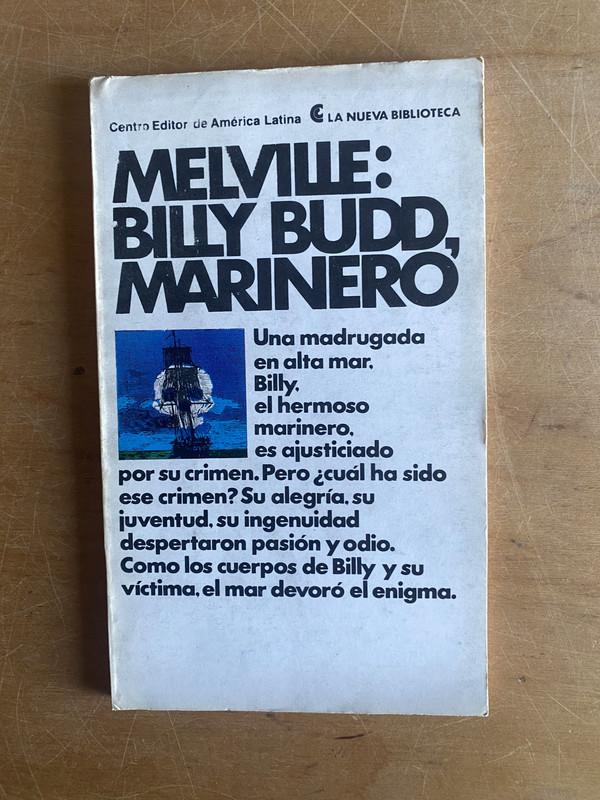 Centro Editor de América Latina LA NUEVA BIBLIOTECA
MELVILLE:
BILLY BUDD,
MARINERO
Una madrugada
en alta mar,
Billy,
el hermoso
marinero,
es ajusticiado
por su crimen. Pero ¿cuál ha sido
ese crimen? Su alegría, su
juventud, su ingenuidad
despertaron pasión y odio.
Como los cuerpos de Billy y su
víctima, el mar devoró el enigma.